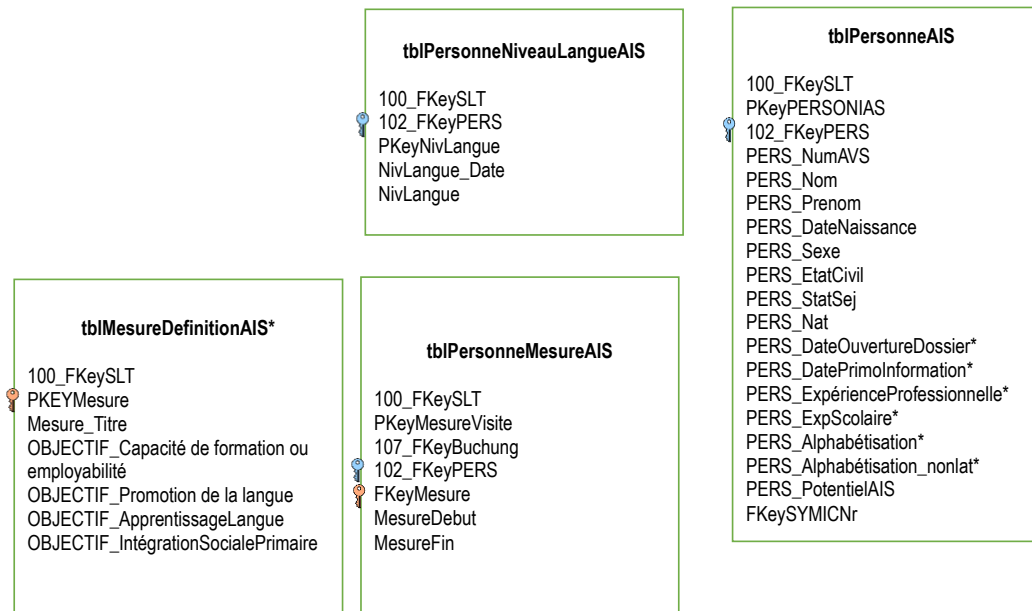 tblPersonneNiveauLangueAIS
100_FKeySLT
102_FKeyPERS
PKeyNivLangue
NivLangue_Date
NivLangue
tblPersonneAIS
100_FKeySLT
PKeyPERSONIAS
102_FKeyPERS
PERS_NumAVS
PERS_Nom
PERS_Prenom
PERS_DateNaissance
PERS_Sexe
PERS_EtatCivil
PERS_StatSej
PERS_Nat
PERS_DateOuvertureDossier*
PERS_DatePrimoInformation*
PERS_ExpérienceProfessionnelle*
PERS_ExpScolaire*
PERS_Alphabétisation*
PERS_Alphabétisation_nonlat*
PERS_PotentielAIS
FKeySYMICNr
tblMesureDefinitionAIS*
100_FKeySLT
PKEYMesure
Mesure_Titre
OBJECTIF_Capacité de formation ou
employabilité
OBJECTIF_Promotion de la langue
OBJECTIF_ApprentissageLangue
OBJECTIF_IntégrationSocialePrimaire
tblPersonneMesureAIS
100_FKeySLT
PKeyMesureVisite
107_FKeyBuchung
102_FKeyPERS
FKeyMesure
MesureDebut
MesureFin